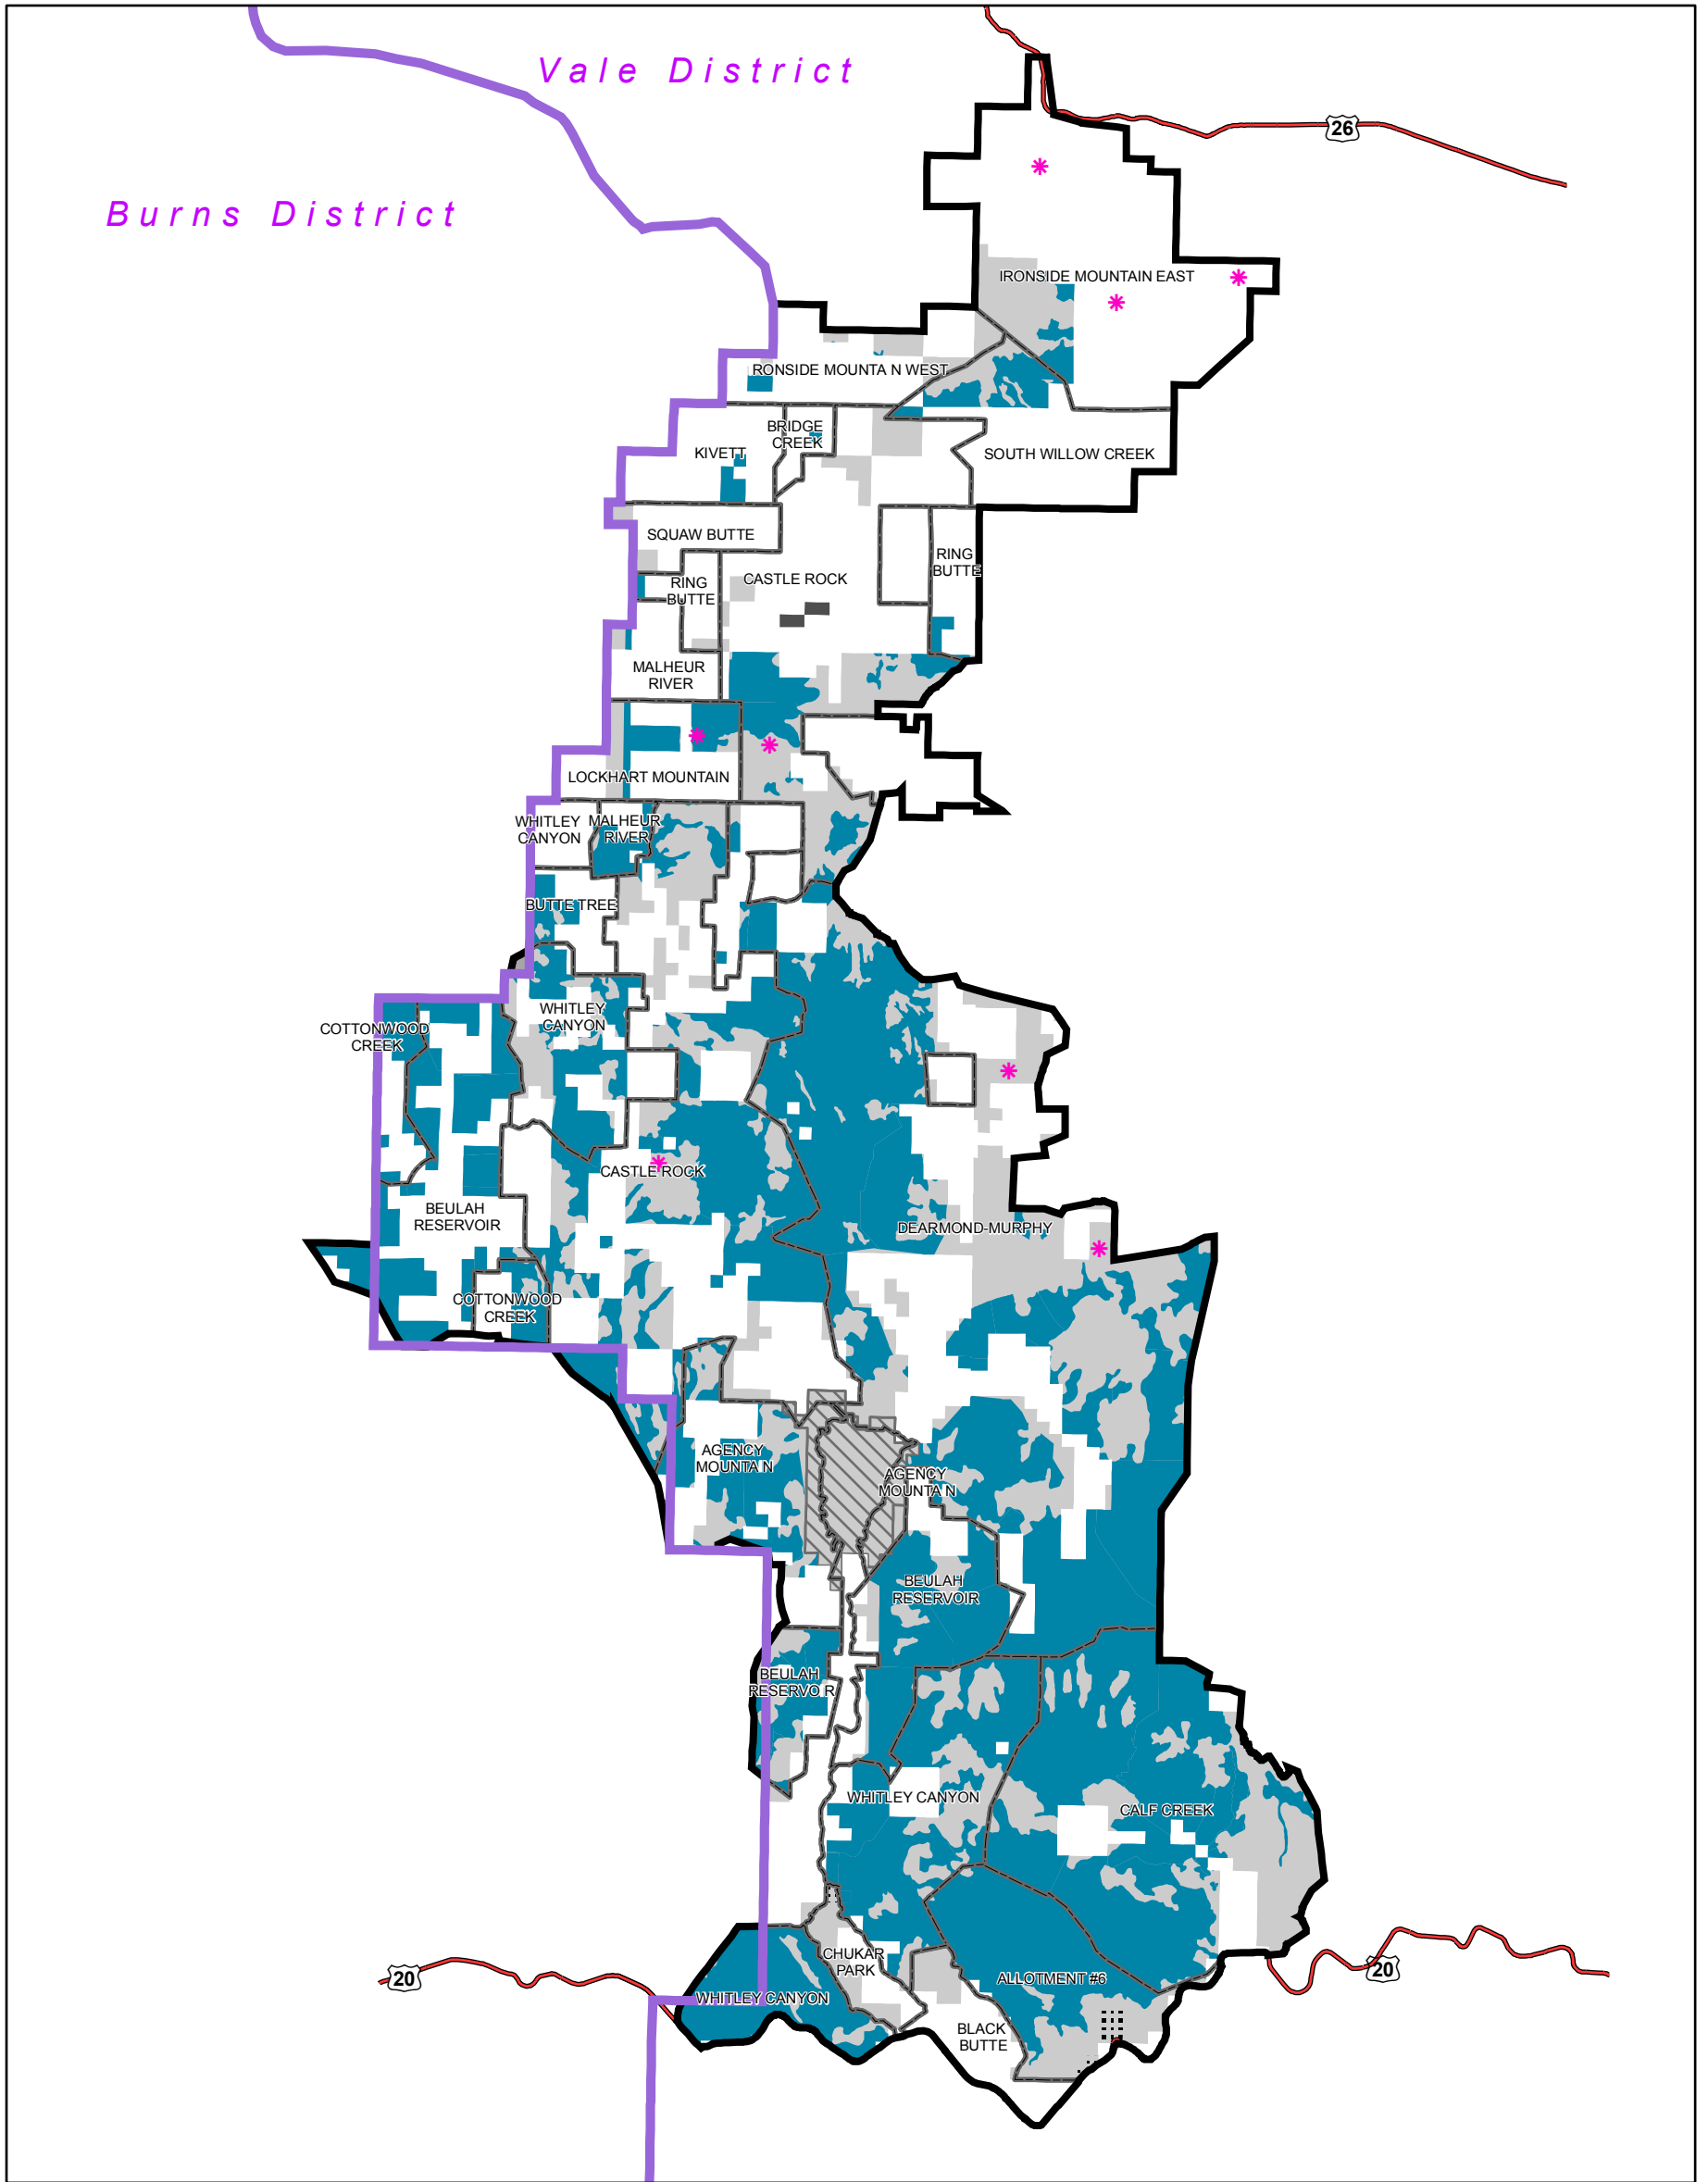 Vale District
26
Burns District
IRONSIDE MOUNTAIN EAST
RONSIDE MOUNTA N WEST
BRIDGE
CREEK
KIVETT
SOUTH WILLOW CREEK
SQUAW BUTTE
RING
BUTTE
CASTLE ROCK
RING
BUTTE
MALHEUR
RIVER
LOCKHART MOUNTAIN
WHITLEY
CANYON
MALHEUR
RIVER
BUTTE TREE
WHITLEY
CANYON
COTTONWOOD
CREEK
CASTLE ROCK
BEULAH
RESERVOIR
DEARMOND-MURPHY
COTTONWOOD
CREEK
AGENCY
MOUNTA N
AGENCY
MOUNTA N
BEULAH
RESERVOIR
BEULAH
RESERVO R
WHITLEY CANYON
CALF CREEK
CHUKAR
PARK
20
ALLOTMENT #6
20
WHITLEY CANYON
BLACK
BUTTE